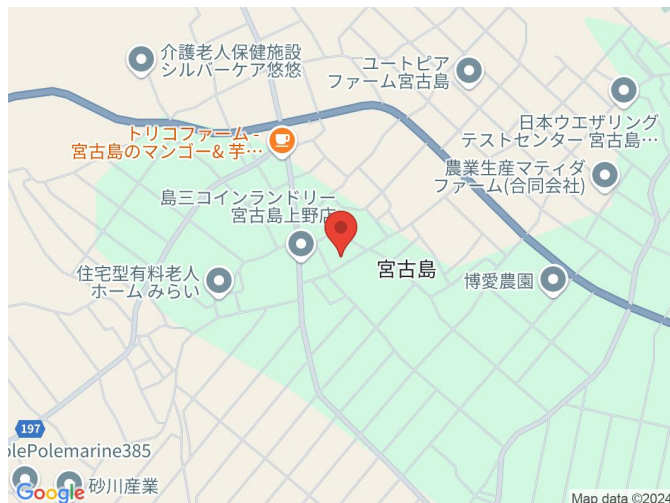 介護老人保健施設
シルバーケア悠悠
ユートピア
ファーム宮古島
日本ウエザリング
テストセンター 宮古島…
トリコファーム -
宮古島のマンゴー& 芋…
農業生産マティダ
ファーム(合同会社)
島三コインランドリー
宮古島上野店
宮古島
住宅型有料老人
ホーム みらい
博愛農園
197
olePolemarine385
砂川産業
Google
Map data ©2024